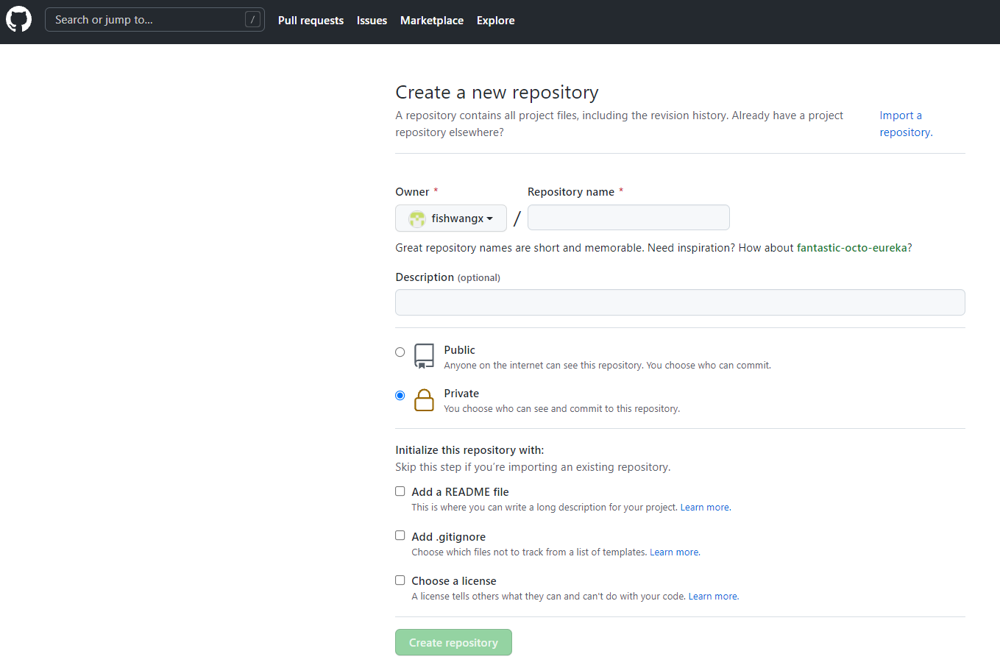 Search or jump to... /
Pull requests Issues Marketplace Explore
Create a new repository
A repository contains all project files, including the revision history. Already have a project
repository elsewhere?
Import a
repository.
Owner * Repository name *
fishwangx /
Great repository names are short and memorable. Need inspiration? How about fantastic-octo-eureka?
Description (optional)
Public
Anyone on the internet can see this repository. You choose who can commit.
Private
You choose who can see and commit to this repository.
Initialize this repository with:
Skip this step if you're importing an existing repository.
Add a README file
This is where you can write a long description for your project. Learn more.
Add .gitignore
Choose which files not to track from a list of templates. Learn more.
Choose a license
A license tells others what they can and can't do with your code. Learn more.
Create repository